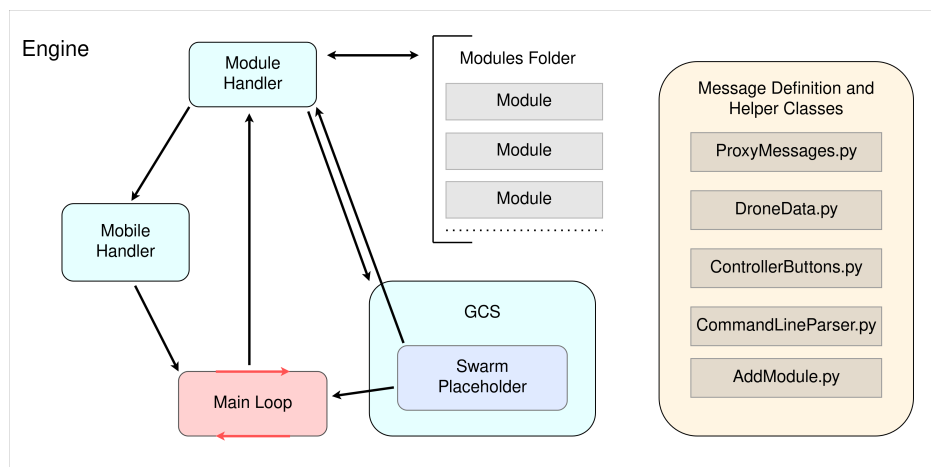 Engine
Module
Handler
Modules Folder
Module
Module
Module
Mobile
Handler
GCS
Swarm
Placeholder
Main Loop
Message Definition and
Helper Classes
ProxyMessages.py
DroneData.py
ControllerButtons.py
CommandLineParser.py
AddModule.py